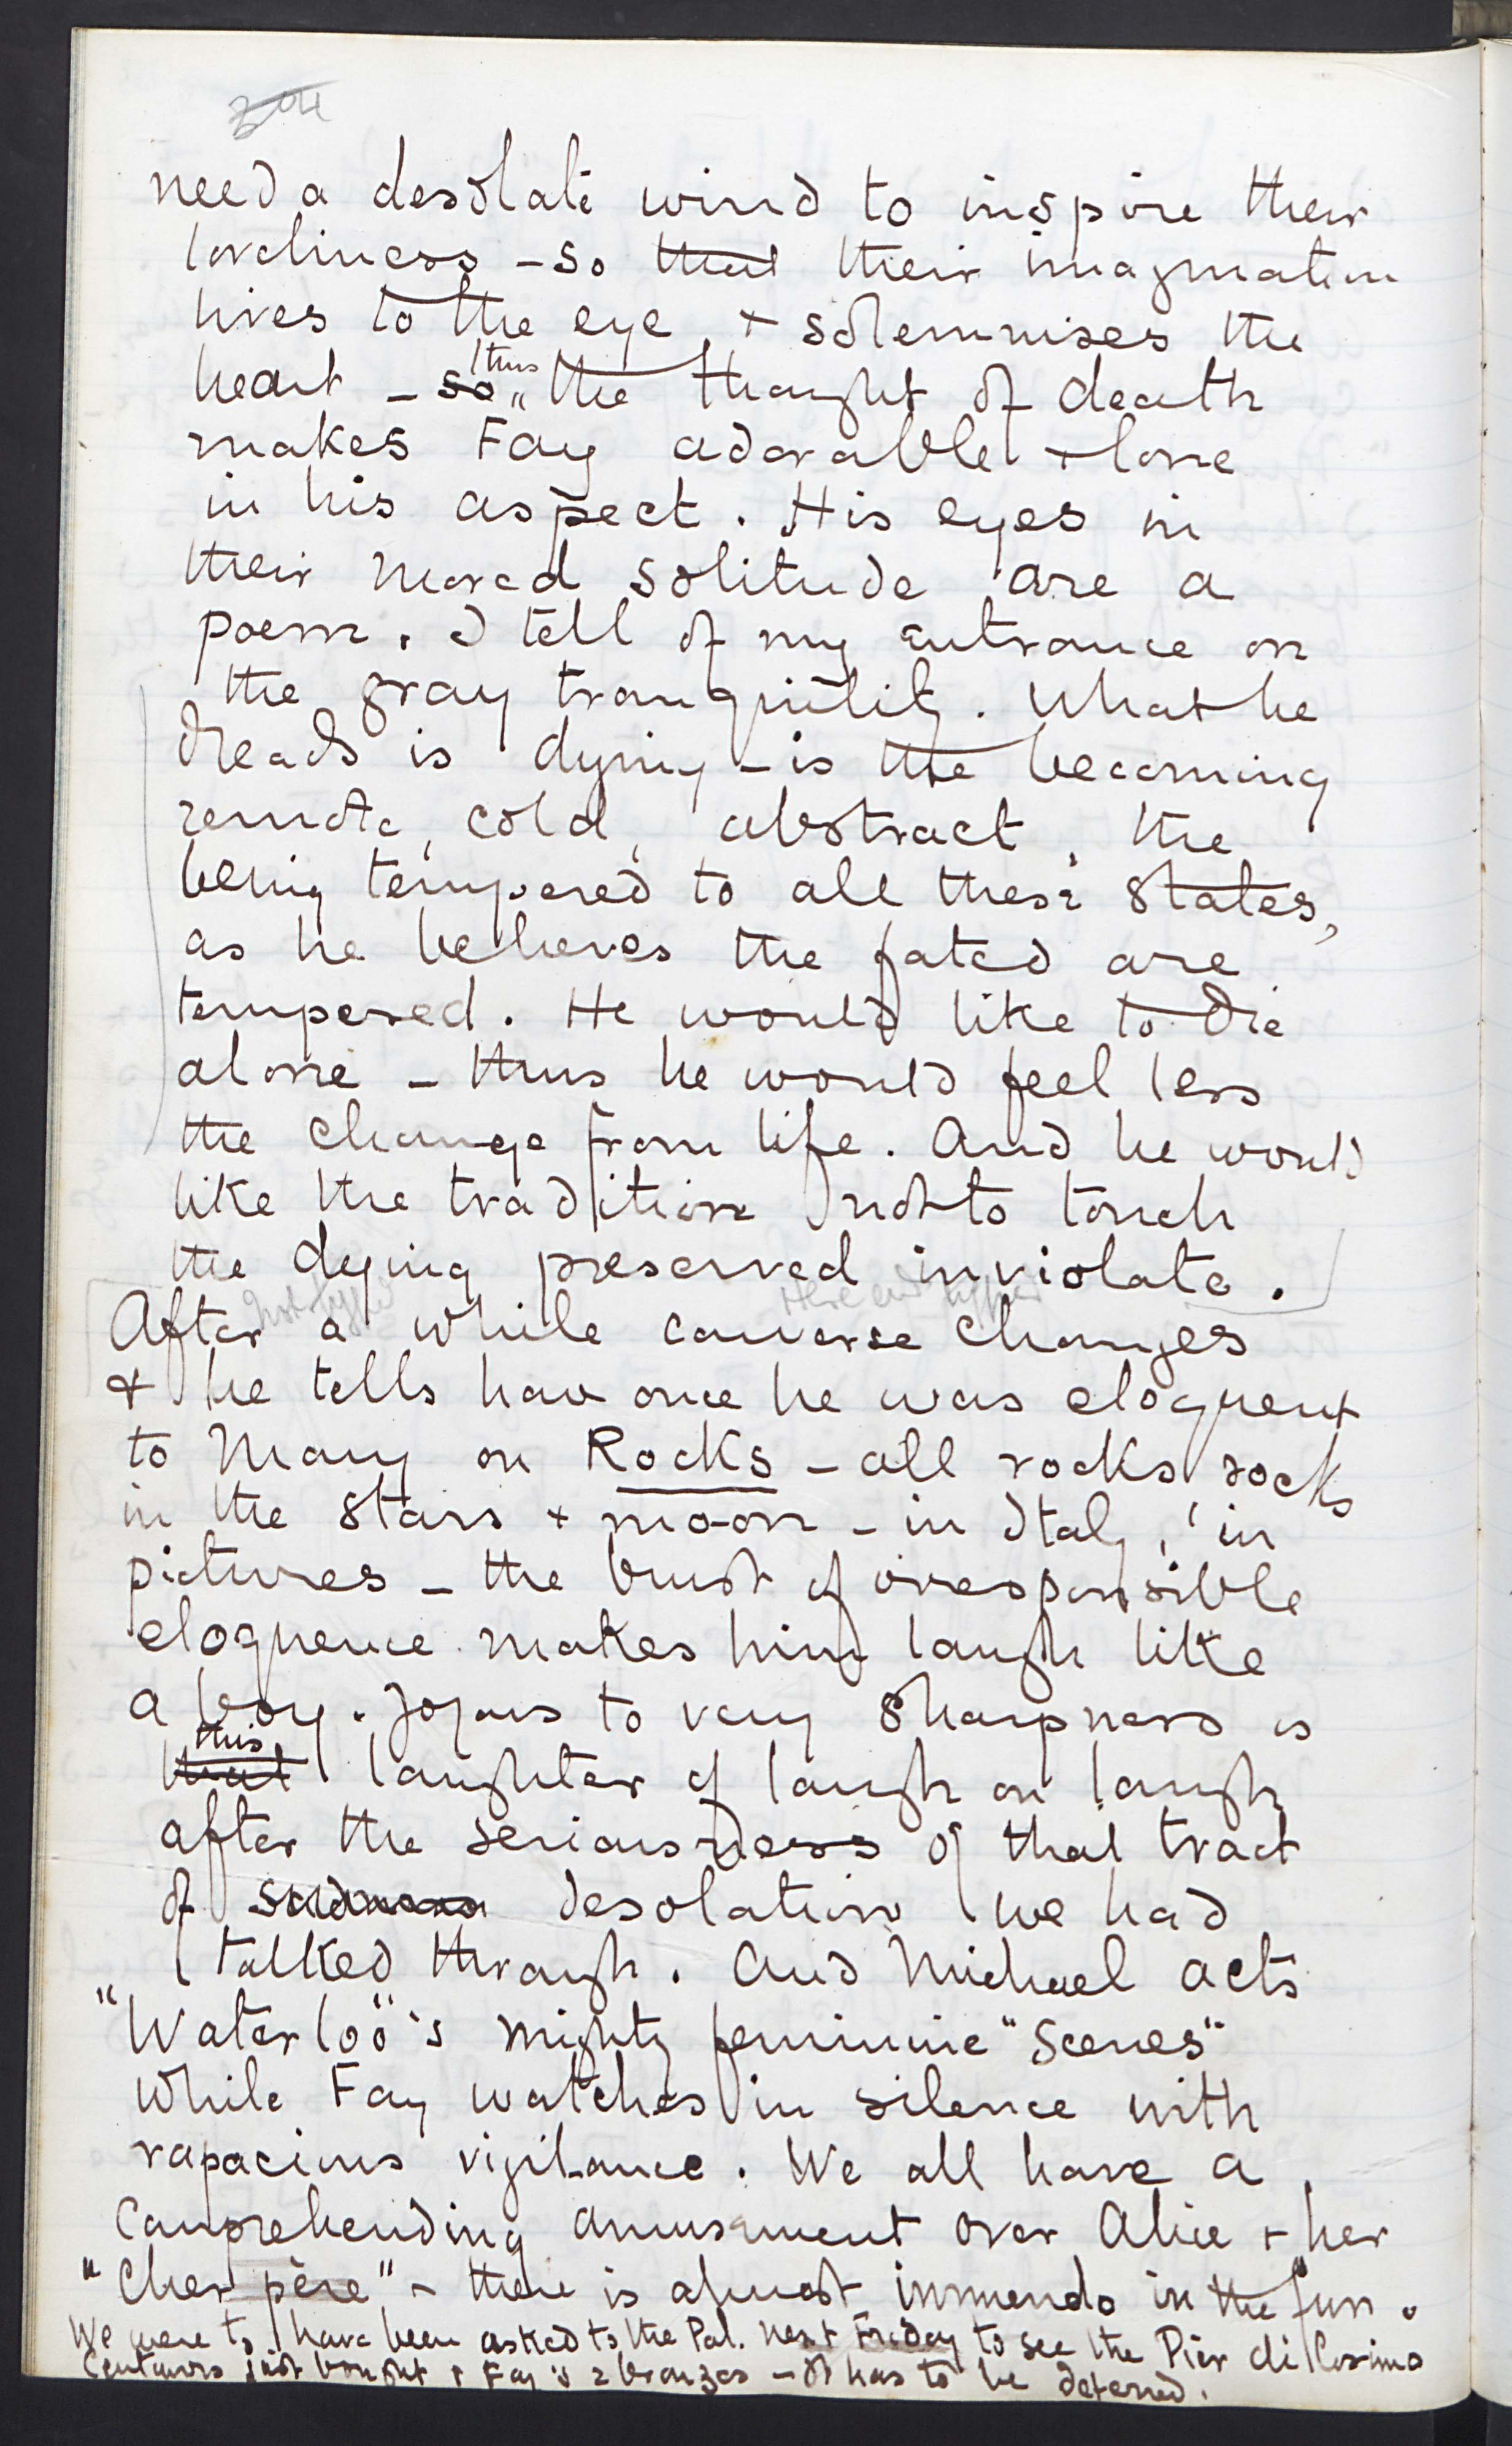 need a desolate wind to inspire their
loveliness – so that their imagination
lives to the eye, + solemnises the
heart – so thus the thought of death
makes Fay adorable + lone
in his aspect. His eyes in
their moved solitude are a
poem. I tell of my entrance on
the gray tranquility. What he
dreads is dying – is the becoming
remote, cold, abstract, the
being tempered to all these states,
as he believes the fated are
tempered. He would like to die
alone – thus he would feel less
the change from life. And he would
like the tradition not to touch
the dying preserved inviolate.
After a while converse changes
+ he tells how once he was eloquent
to many on Rocks – all rocks rocks
in the stars + moon – in Italy, in
pictures – the burst of irresponsible
eloquence makes him laugh like
a boy. Joyous to very sharpness is
that this laughter of laugh on laugh
after the seriousness of that tract
of sadness desolation we had
talked through. And Michael acts
"Waterloo"'s mighty feminine "Scenes"
While Fay watches in silence with
rapacious vigilance. We all have a
Comprehending amusement over Alice + her
"Cher père" – there is almost innuendo in the fun.
We were to have been asked to the Pal. next Friday to see the Pier di Cosimo
Centaurs just bought + Fay's 2 bronzes – It has to be deferred.